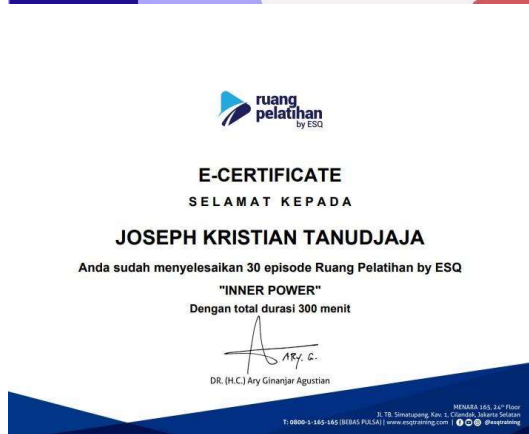 ruang
pelatihan
by ESQ
E-CERTIFICATE
SELAMAT KEPADA
JOSEPH KRISTIAN TANUDJAJA
Anda sudah menyelesaikan 30 episode Ruang Pelatihan by ESQ
"INNER POWER"
Dengan total durasi 300 menit
ARY. G.
DR. (H.C.) Ary Ginanjar Agustian
MENARA 165, 24th Floor
Jl. TB. Simatupang, Kav. 1, Cilandak, Jakarta Selatan
T: 0800-1-165-165 (BEBAS PULSA) | www.esqtraining.com | @esqtraining